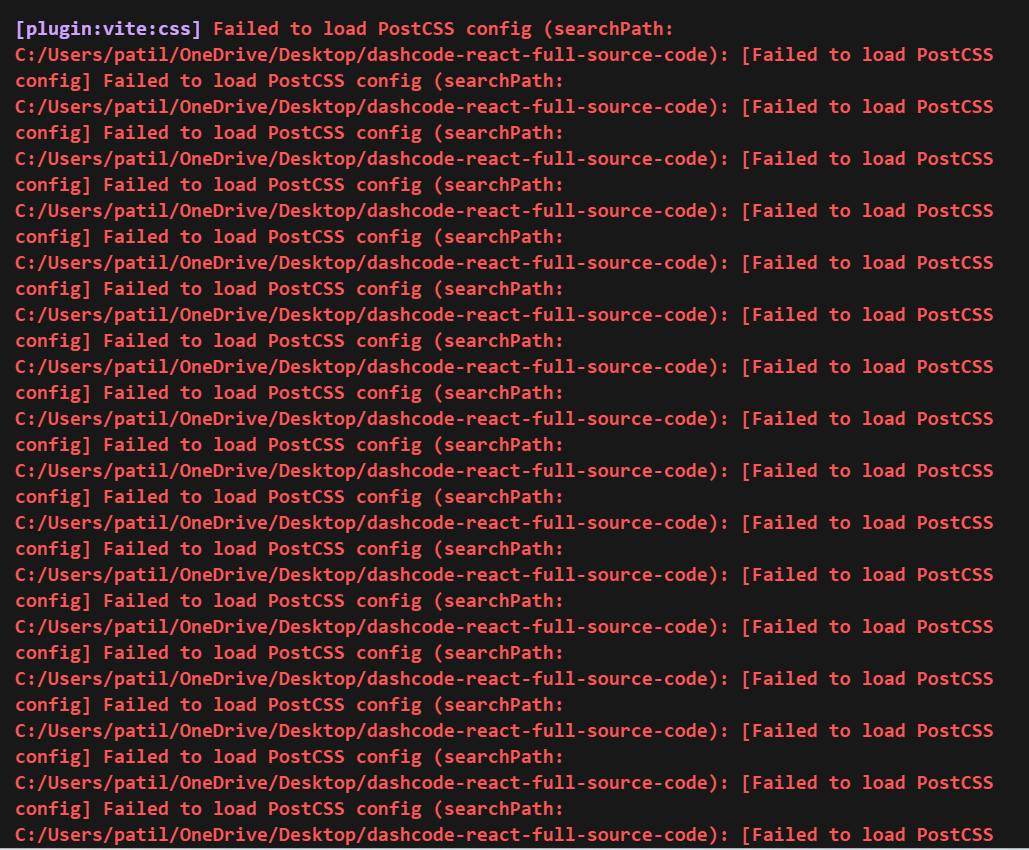 [plugin:vite:css] Failed to load PostCSS config (searchPath:
C:/Users/patil/OneDrive/Desktop/dashcode-react-full-source-code): [Failed to load PostCSS
config] Failed to load PostCSS config (searchPath:
C:/Users/patil/OneDrive/Desktop/dashcode-react-full-source-code): [Failed to load PostCSS
config] Failed to load PostCSS config (searchPath:
C:/Users/patil/OneDrive/Desktop/dashcode-react-full-source-code): [Failed to load PostCSS
config] Failed to load PostCSS config (searchPath:
C:/Users/patil/OneDrive/Desktop/dashcode-react-full-source-code): [Failed to load PostCSS
config] Failed to load PostCSS config (searchPath:
C:/Users/patil/OneDrive/Desktop/dashcode-react-full-source-code): [Failed to load PostCSS
config] Failed to load PostCSS config (searchPath:
C:/Users/patil/OneDrive/Desktop/dashcode-react-full-source-code): [Failed to load PostCSS
config] Failed to load PostCSS config (searchPath:
C:/Users/patil/OneDrive/Desktop/dashcode-react-full-source-code): [Failed to load PostCSS
config] Failed to load PostCSS config (searchPath:
C:/Users/patil/OneDrive/Desktop/dashcode-react-full-source-code): [Failed to load PostCSS
config] Failed to load PostCSS config (searchPath:
C:/Users/patil/OneDrive/Desktop/dashcode-react-full-source-code): [Failed to load PostCSS
config] Failed to load PostCSS config (searchPath:
C:/Users/patil/OneDrive/Desktop/dashcode-react-full-source-code): [Failed to load PostCSS
config] Failed to load PostCSS config (searchPath:
C:/Users/patil/OneDrive/Desktop/dashcode-react-full-source-code): [Failed to load PostCSS
config] Failed to load PostCSS config (searchPath:
C:/Users/patil/OneDrive/Desktop/dashcode-react-full-source-code): [Failed to load PostCSS
config] Failed to load PostCSS config (searchPath:
C:/Users/patil/OneDrive/Desktop/dashcode-react-full-source-code): [Failed to load PostCSS
config] Failed to load PostCSS config (searchPath:
C:/Users/patil/OneDrive/Desktop/dashcode-react-full-source-code): [Failed to load PostCSS
config] Failed to load PostCSS config (searchPath:
C:/Users/patil/OneDrive/Desktop/dashcode-react-full-source-code): [Failed to load PostCSS
config] Failed to load PostCSS config (searchPath:
C:/Users/patil/OneDrive/Desktop/dashcode-react-full-source-code): [Failed to load PostCSS